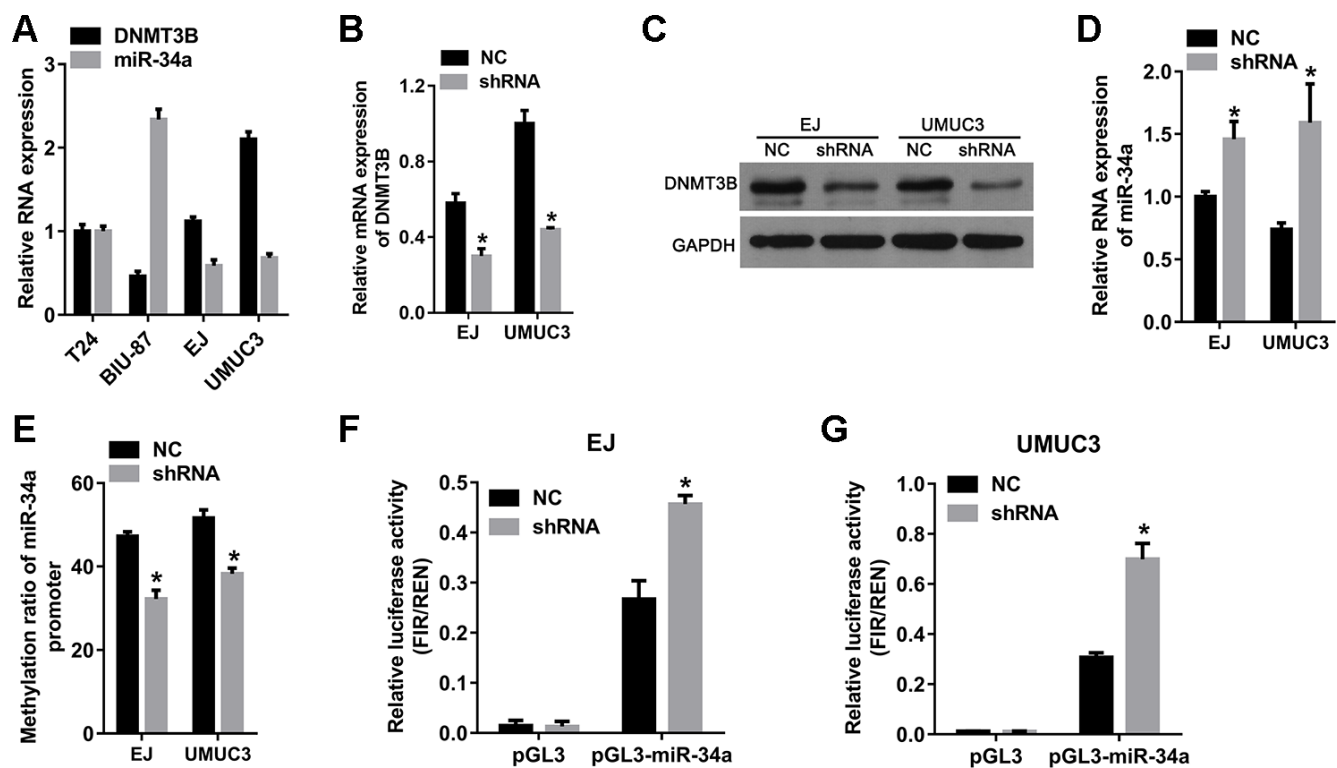 A
DNMT3B
miR-34a
Relative RNA expression
3
2
1
0
T24
BIU-87
EJ
UMUC3
B
NC
shRNA
Relative mRNA expression
of DNMT3B
1.2
0.8
0.4
0.0
EJ
UMUC3
*
*
C
EJ
UMUC3
NC
shRNA
NC
shRNA
DNMT3B
GAPDH
D
NC
shRNA
Relative RNA expression
of miR-34a
2.0
1.5
1.0
0.5
0.0
*
*
EJ
UMUC3
E
NC
shRNA
Methylation ratio of miR-34a
promoter
60
40
20
0
*
*
EJ
UMUC3
F
EJ
NC
shRNA
Relative luciferase activity
(FIR/REN)
0.5
0.4
0.3
0.2
0.1
0.0
*
pGL3
pGL3-miR-34a
G
UMUC3
NC
shRNA
Relative luciferase activity
(FIR/REN)
1.0
0.8
0.6
0.4
0.2
0.0
*
pGL3
pGL3-miR-34a